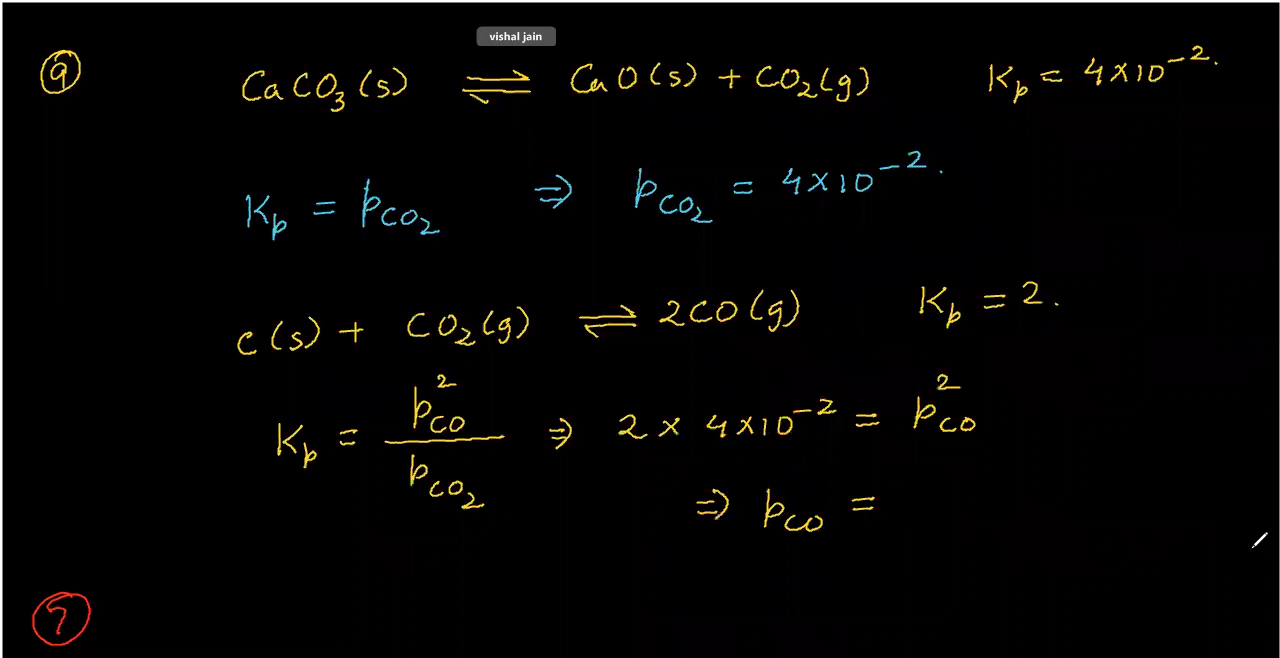 vishal jain
⑨ CaCO₃(s) ⇌ CaO(s) + CO₂(g) Kp = 4×10⁻².
Kp = pCO₂ ⇒ pCO₂ = 4×10⁻².
C(s) + CO₂(g) ⇌ 2CO(g) Kp = 2.
Kp = p²CO / pCO₂ ⇒ 2 × 4×10⁻² = p²CO
⇒ pCO =
⑦